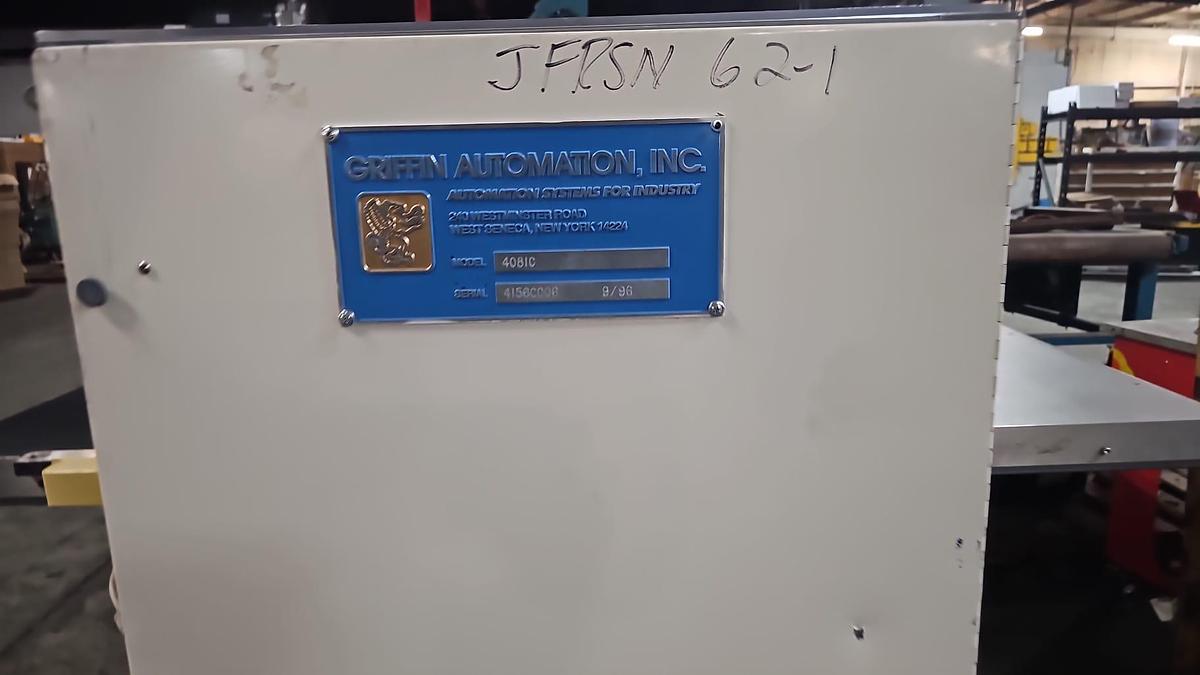 JFRSN 62-1
GRIFFIN AUTOMATION, INC.
AUTOMATION SYSTEMS FOR INDUSTRY
240 WESTMINSTER ROAD
WEST SENECA, NEW YORK 14224
MODEL 4081C
SERIAL 4156C006 9/96